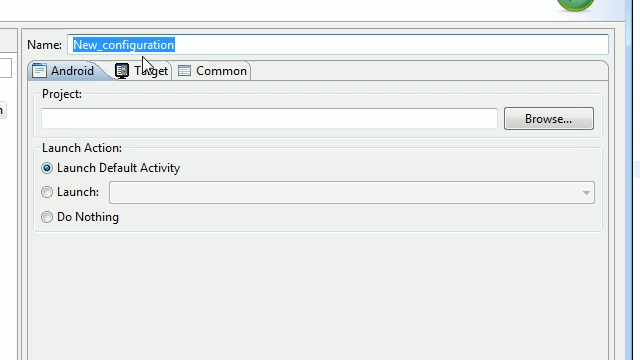 Name: New_configuration
Android Target Common
Project:
Browse...
Launch Action:
Launch Default Activity
Launch:
Do Nothing